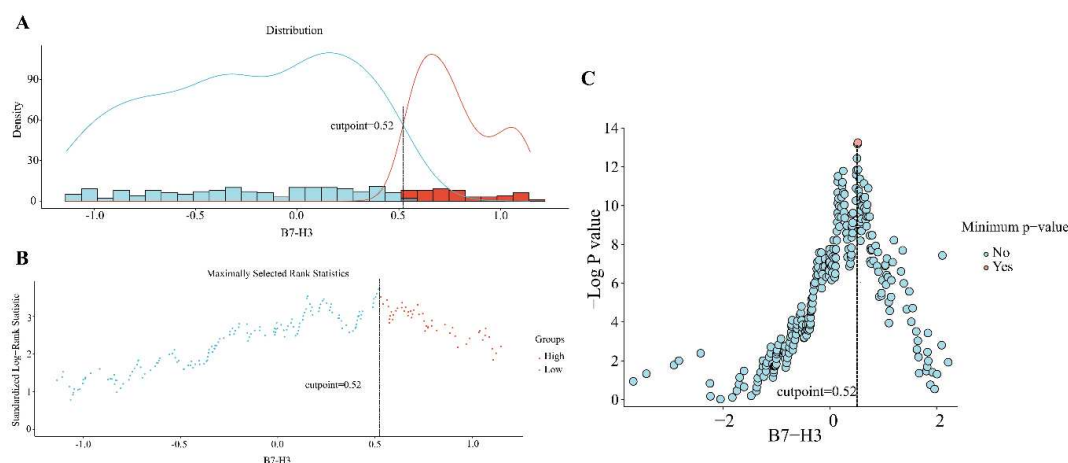 A
Distribution
Density
90
60
30
0
cutpoint=0.52
-1.0
-0.5
0.0
0.5
1.0
B7-H3
B
Maximally Selected Rank Statistics
Standardized Log-Rank Statistic
3
2
1
cutpoint=0.52
Groups
High
Low
-1.0
-0.5
0.0
0.5
1.0
B7-H3
C
−Log P value
14
12
10
8
6
4
2
0
cutpoint=0.52
−2
0
2
B7−H3
Minimum p−value
No
Yes